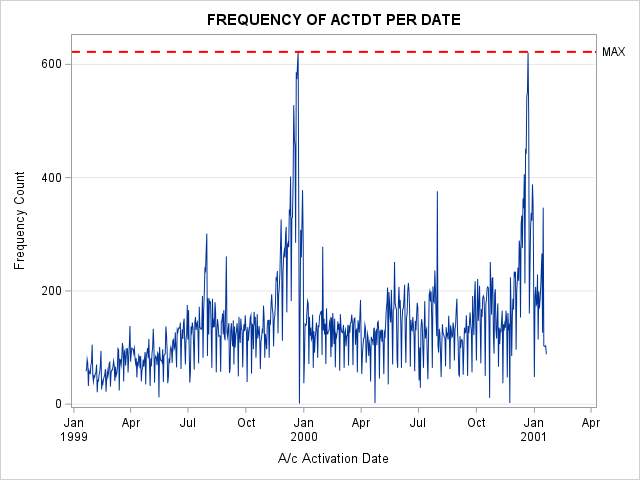 FREQUENCY OF ACTDT PER DATE
MAX
600
400
200
0
Frequency Count
Jan Apr Jul Oct Jan Apr Jul Oct Jan Apr
1999 2000 2001
A/c Activation Date